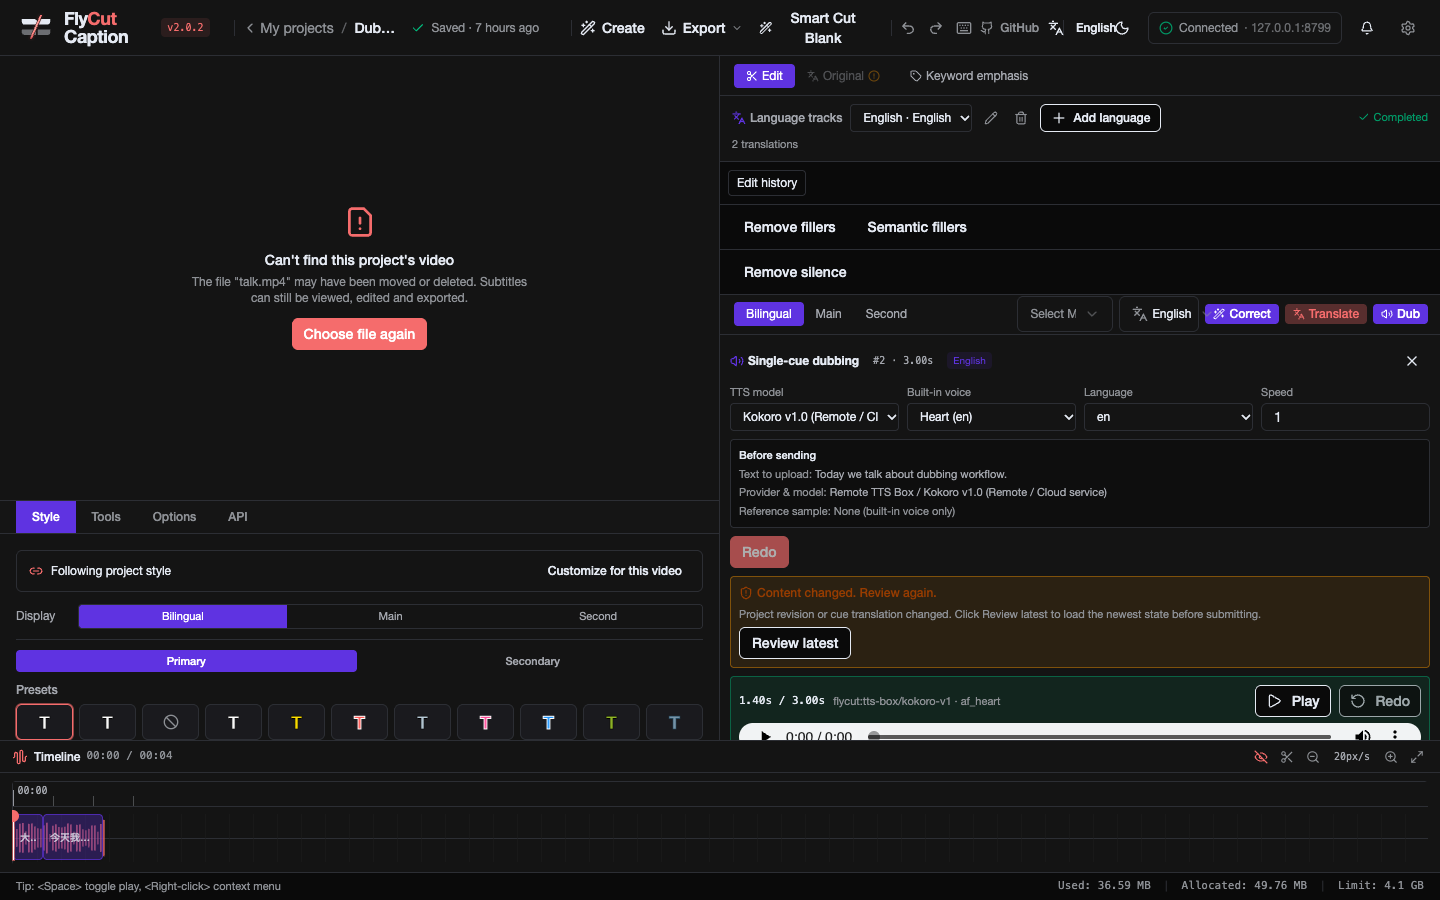 FlyCut Caption
v2.0.2
My projects / Dub...
Saved · 7 hours ago
Create
Export
Smart Cut Blank
GitHub
English
Connected · 127.0.0.1:8799
Can't find this project's video
The file "talk.mp4" may have been moved or deleted. Subtitles
can still be viewed, edited and exported.
Choose file again
Style
Tools
Options
API
Following project style
Customize for this video
Display
Bilingual
Main
Second
Primary
Secondary
Presets
T
T
T
T
T
T
T
T
T
T
Edit
Original
Keyword emphasis
Language tracks
English · English
Add language
Completed
2 translations
Edit history
Remove fillers
Semantic fillers
Remove silence
Bilingual
Main
Second
Select M
English
Correct
Translate
Dub
Single-cue dubbing
#2 · 3.00s
English
TTS model
Built-in voice
Language
Speed
Kokoro v1.0 (Remote / Cl
Heart (en)
en
1
Before sending
Text to upload: Today we talk about dubbing workflow.
Provider & model: Remote TTS Box / Kokoro v1.0 (Remote / Cloud service)
Reference sample: None (built-in voice only)
Redo
Content changed. Review again.
Project revision or cue translation changed. Click Review latest to load the newest state before submitting.
Review latest
1.40s / 3.00s
flycut:tts-box/kokoro-v1 · af_heart
Play
Redo
0:00 / 0:00
Timeline
00:00 / 00:04
20px/s
00:00
大...
今天我...
Tip: <Space> toggle play, <Right-click> context menu
Used: 36.59 MB
Allocated: 49.76 MB
Limit: 4.1 GB